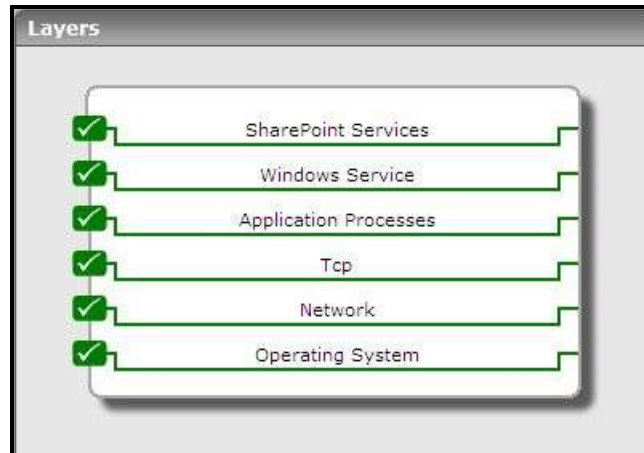 Layers
SharePoint Services
Windows Service
Application Processes
Tcp
Network
Operating System